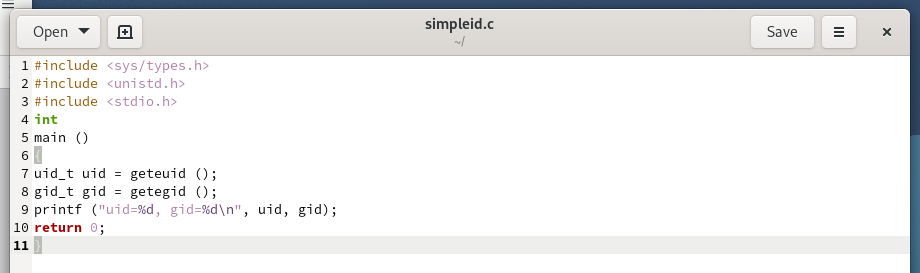 Open
simpleid.c
~/
Save
1 #include <sys/types.h>
2 #include <unistd.h>
3 #include <stdio.h>
4 int
5 main ()
6 {
7 uid_t uid = geteuid ();
8 gid_t gid = getegid ();
9 printf ("uid=%d, gid=%d\n", uid, gid);
10 return 0;
11 }